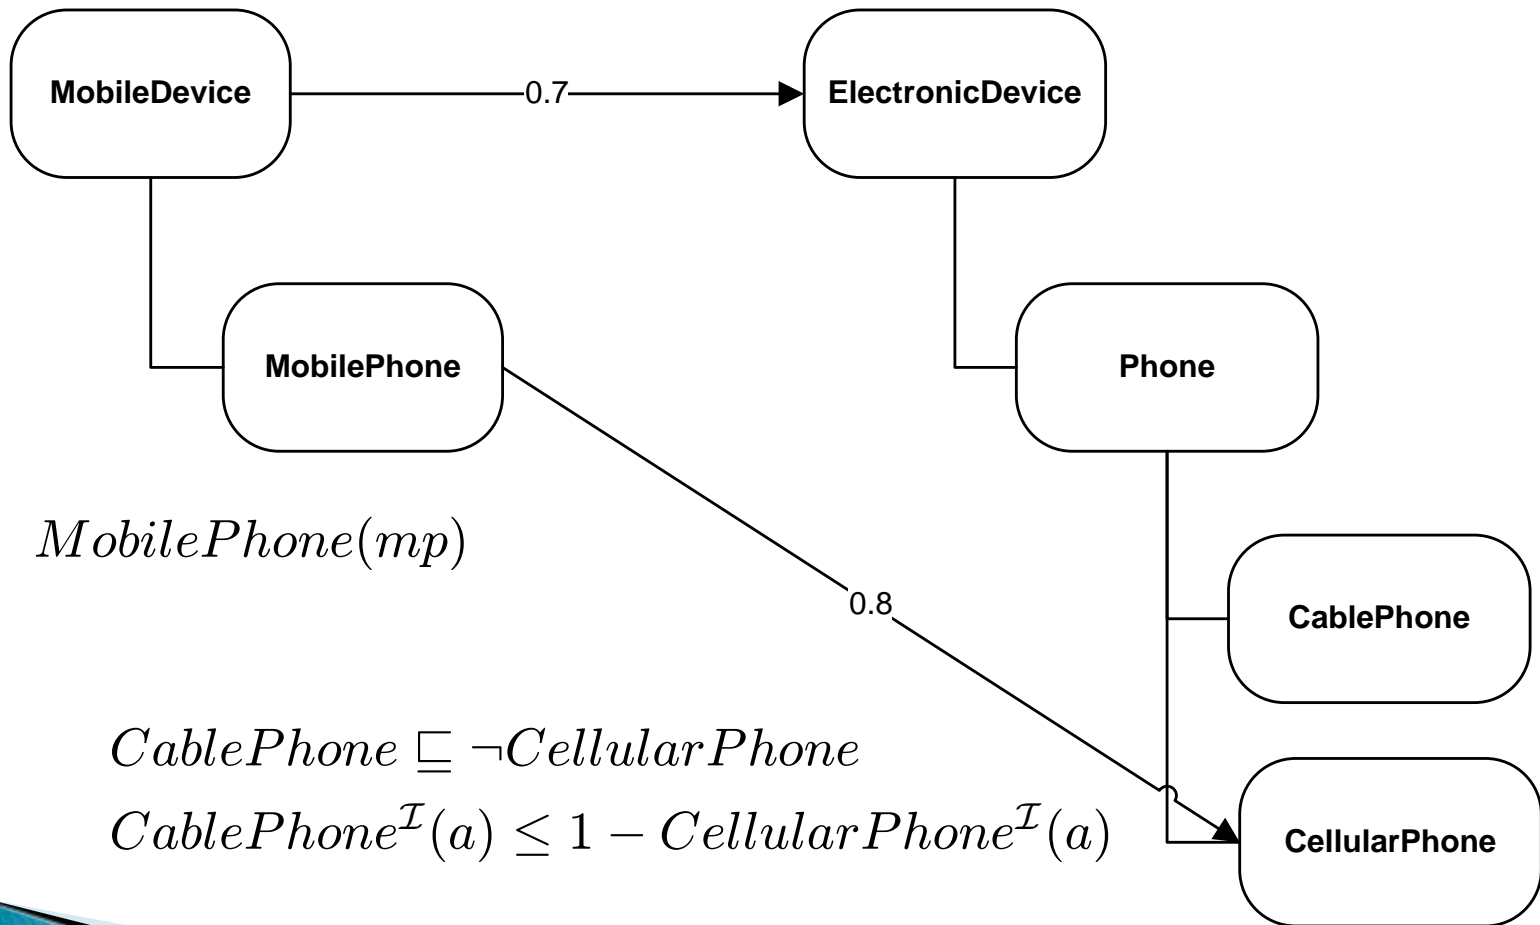 MobileDevice
0.7
ElectronicDevice
MobilePhone
Phone
MobilePhone(mp)
0.8
CablePhone
CablePhone ⊑ ¬CellularPhone
CablePhone^ℐ(a) ≤ 1 − CellularPhone^ℐ(a)
CellularPhone